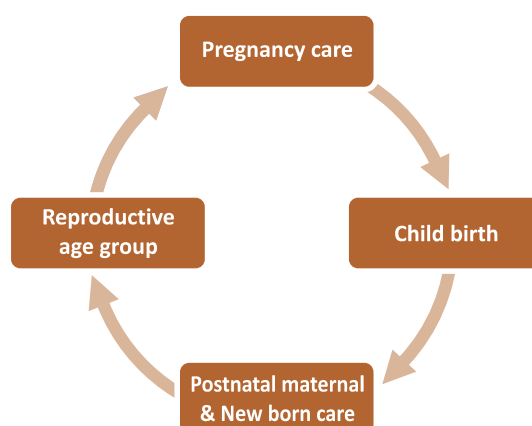 Pregnancy care
Reproductive
age group
Child birth
Postnatal maternal
& New born care